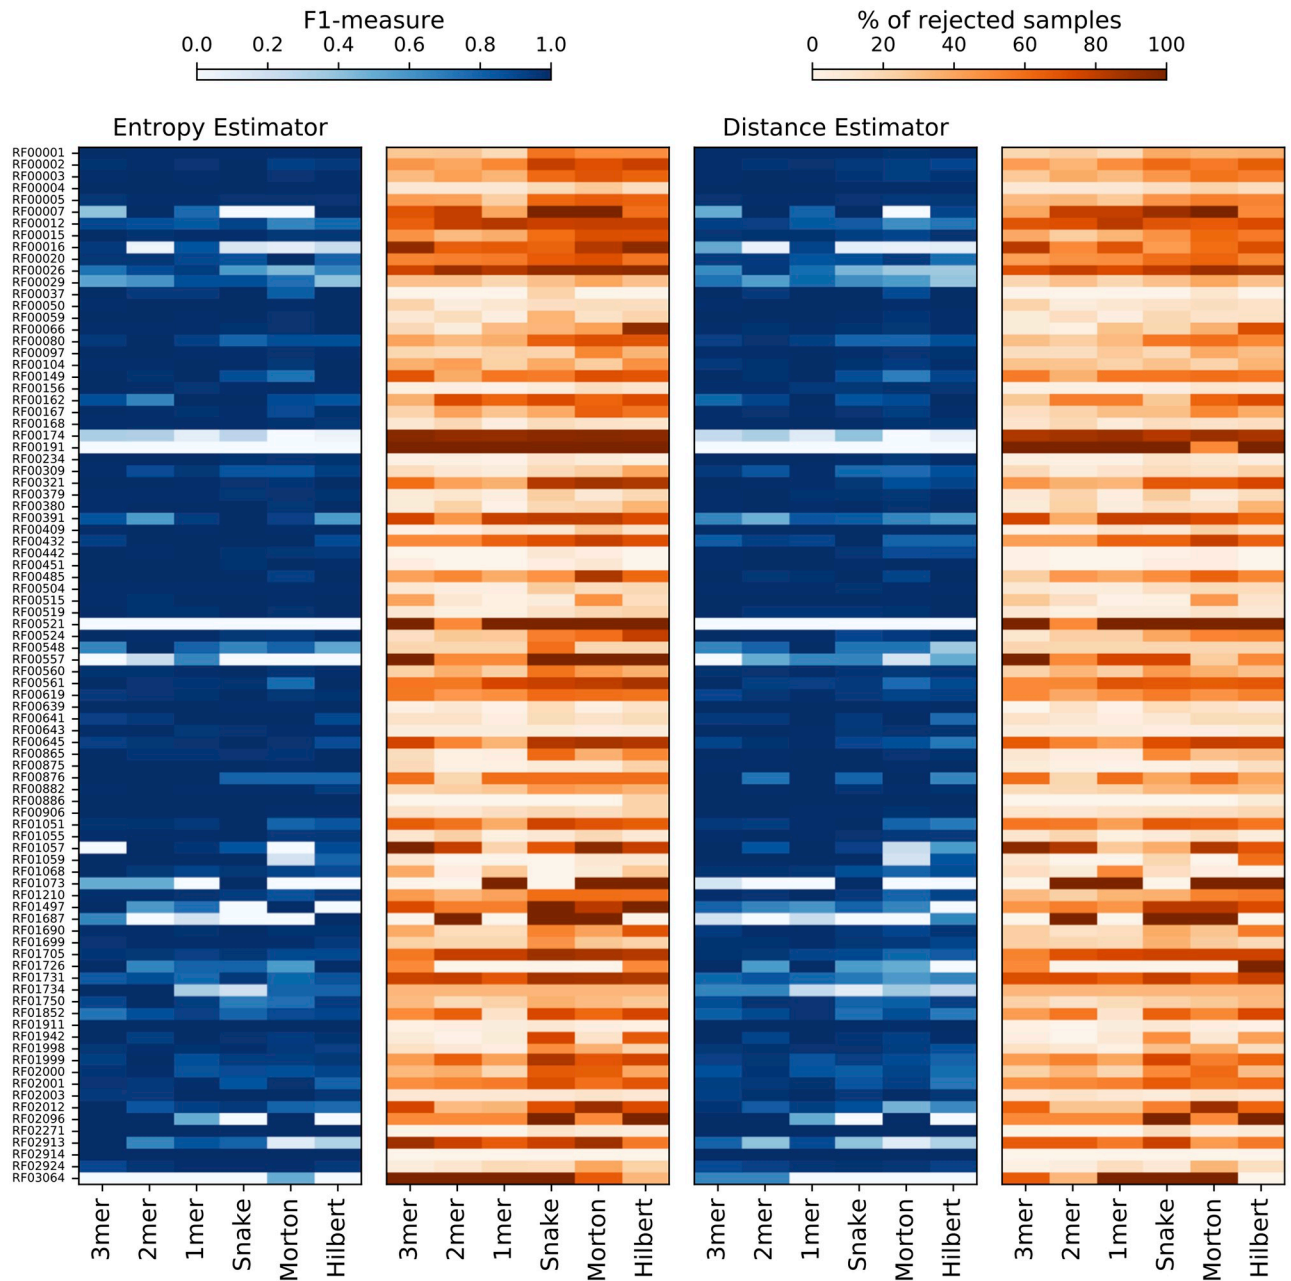 F1-measure
% of rejected samples
0.0 0.2 0.4 0.6 0.8 1.0
0 20 40 60 80 100
Entropy Estimator
Distance Estimator
RF00001
RF00002
RF00003
RF00004
RF00005
RF00007
RF00012
RF00015
RF00016
RF00020
RF00026
RF00029
RF00037
RF00050
RF00059
RF00066
RF00080
RF00097
RF00104
RF00149
RF00156
RF00162
RF00167
RF00168
RF00174
RF00191
RF00234
RF00309
RF00321
RF00379
RF00380
RF00391
RF00409
RF00432
RF00442
RF00451
RF00485
RF00504
RF00515
RF00519
RF00521
RF00524
RF00548
RF00557
RF00560
RF00561
RF00619
RF00639
RF00641
RF00643
RF00645
RF00865
RF00875
RF00876
RF00882
RF00886
RF00906
RF01051
RF01055
RF01057
RF01059
RF01068
RF01073
RF01210
RF01497
RF01687
RF01690
RF01699
RF01705
RF01726
RF01731
RF01734
RF01750
RF01852
RF01911
RF01942
RF01998
RF01999
RF02000
RF02001
RF02003
RF02012
RF02096
RF02271
RF02913
RF02914
RF02924
RF03064
3mer 2mer 1mer Snake Morton Hilbert
3mer 2mer 1mer Snake Morton Hilbert
3mer 2mer 1mer Snake Morton Hilbert
3mer 2mer 1mer Snake Morton Hilbert